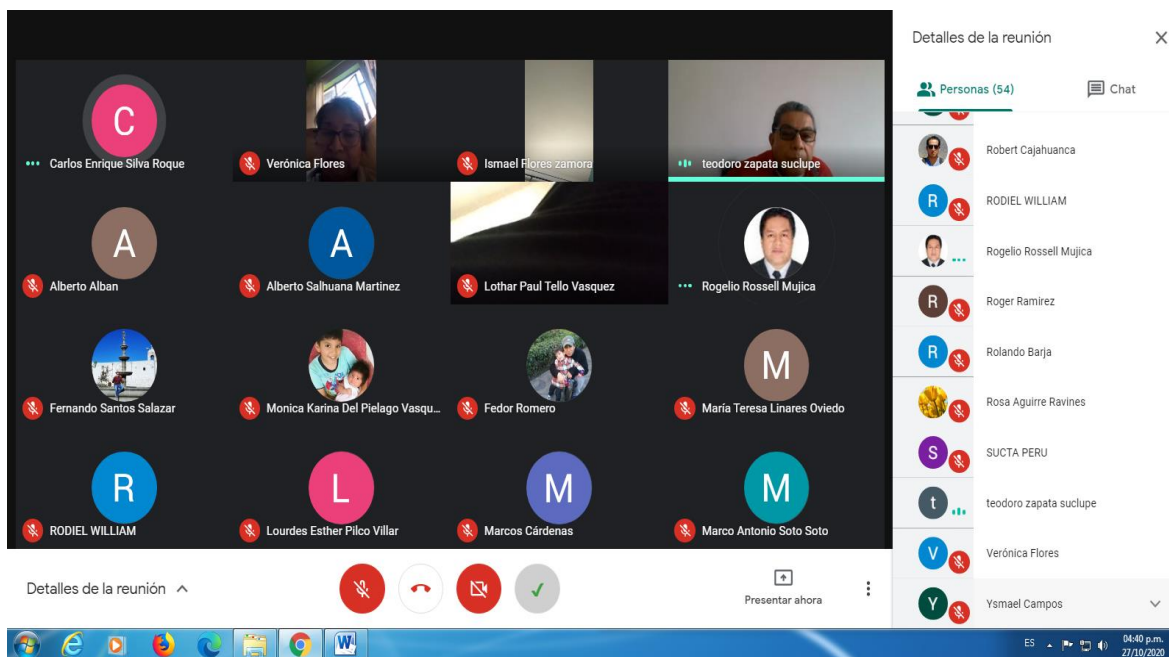 Detalles de la reunión
Personas (54)
Chat
C
Carlos Enrique Silva Roque
Verónica Flores
Ismael Flores zamora
teodoro zapata suclupe
A
Alberto Alban
A
Alberto Salhuana Martinez
Lothar Paul Tello Vasquez
Rogelio Rossell Mujica
Fernando Santos Salazar
Monica Karina Del Pielago Vasqu...
Fedor Romero
M
María Teresa Linares Oviedo
R
RODIEL WILLIAM
L
Lourdes Esther Pilco Villar
M
Marcos Cárdenas
M
Marco Antonio Soto Soto
Robert Cajahuanca
R
RODIEL WILLIAM
Rogelio Rossell Mujica
R
Roger Ramirez
R
Rolando Barja
Rosa Aguirre Ravines
S
SUCTA PERU
t
teodoro zapata suclupe
V
Verónica Flores
Y
Ysmael Campos
Detalles de la reunión
Presentar ahora
ES
04:40 p.m.
27/10/2020